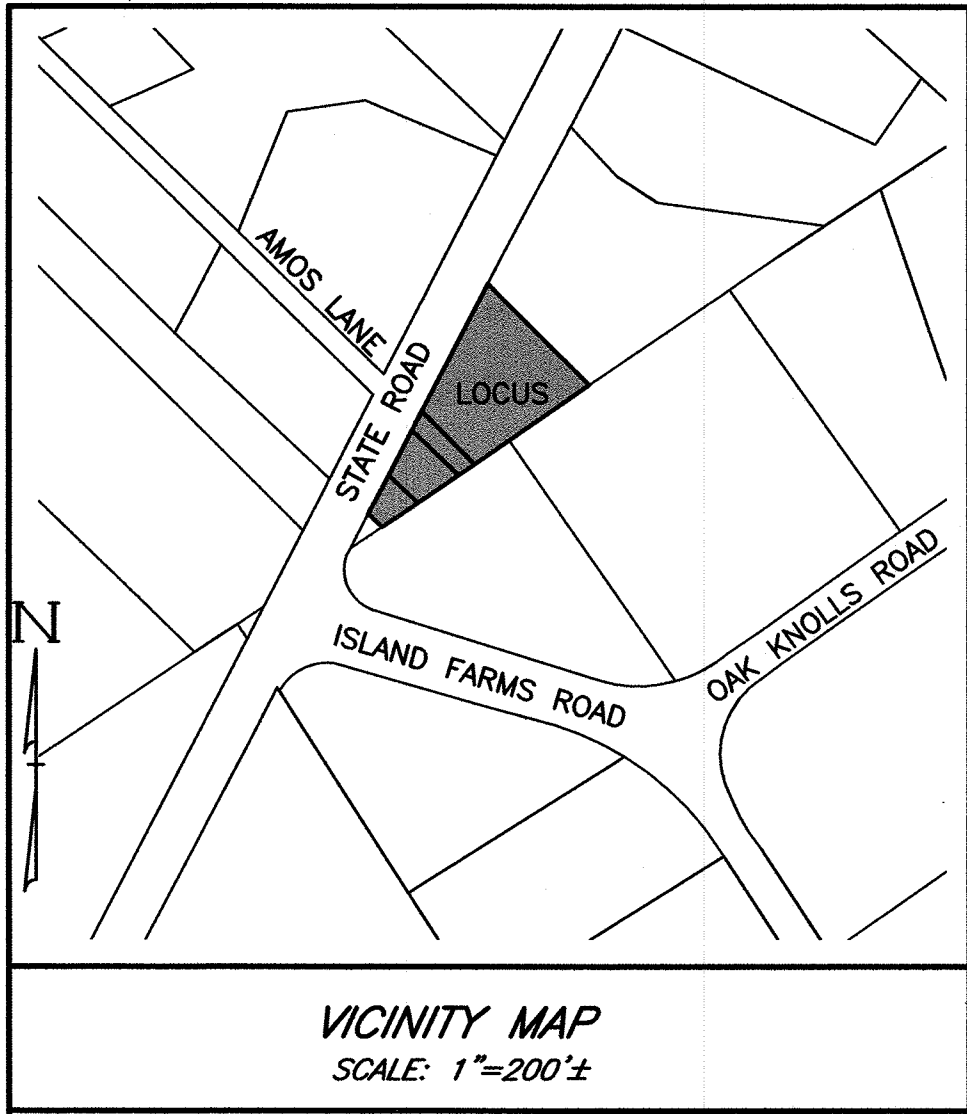 AMOS LANE
STATE ROAD
LOCUS
N
ISLAND FARMS ROAD
OAK KNOLLS ROAD
VICINITY MAP
SCALE: 1"=200'±